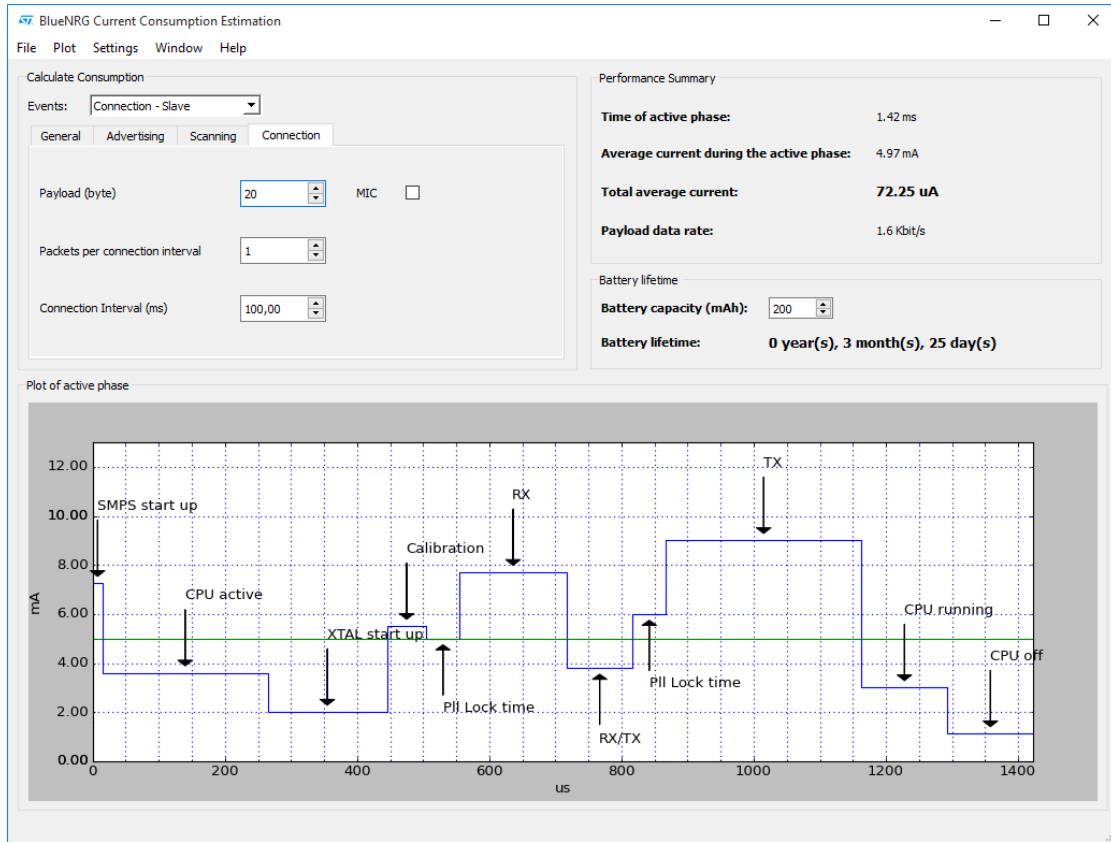 BlueNRG Current Consumption Estimation
File Plot Settings Window Help
Calculate Consumption
Events: Connection - Slave
General Advertising Scanning Connection
Payload (byte) 20 MIC
Packets per connection interval 1
Connection Interval (ms) 100,00
Performance Summary
Time of active phase: 1.42 ms
Average current during the active phase: 4.97 mA
Total average current: 72.25 uA
Payload data rate: 1.6 Kbit/s
Battery lifetime
Battery capacity (mAh): 200
Battery lifetime: 0 year(s), 3 month(s), 25 day(s)
Plot of active phase
mA
12.00
10.00
8.00
6.00
4.00
2.00
0.00
SMPS start up
CPU active
XTAL start up
Calibration
Pll Lock time
RX
RX/TX
Pll Lock time
TX
CPU running
CPU off
0 200 400 600 800 1000 1200 1400
us